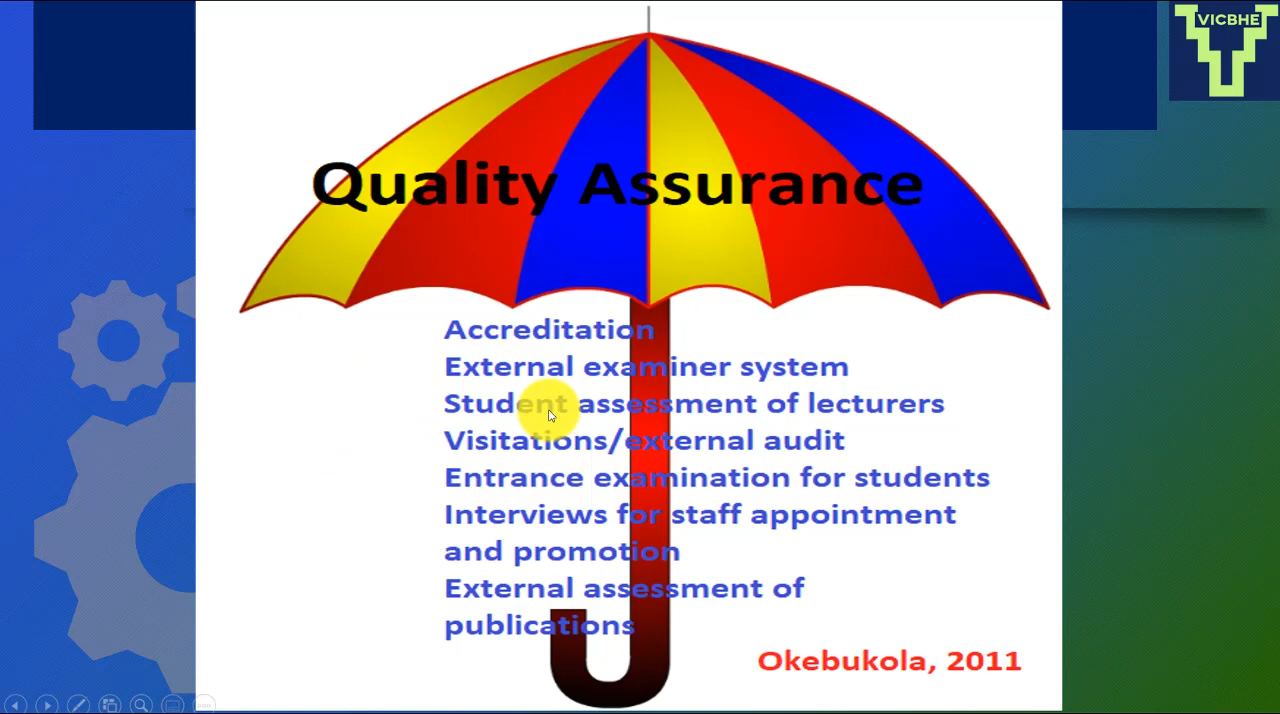 VICBHE
Quality Assurance
Accreditation
External examiner system
Student assessment of lecturers
Visitations/external audit
Entrance examination for students
Interviews for staff appointment
and promotion
External assessment of
publications
Okebukola, 2011